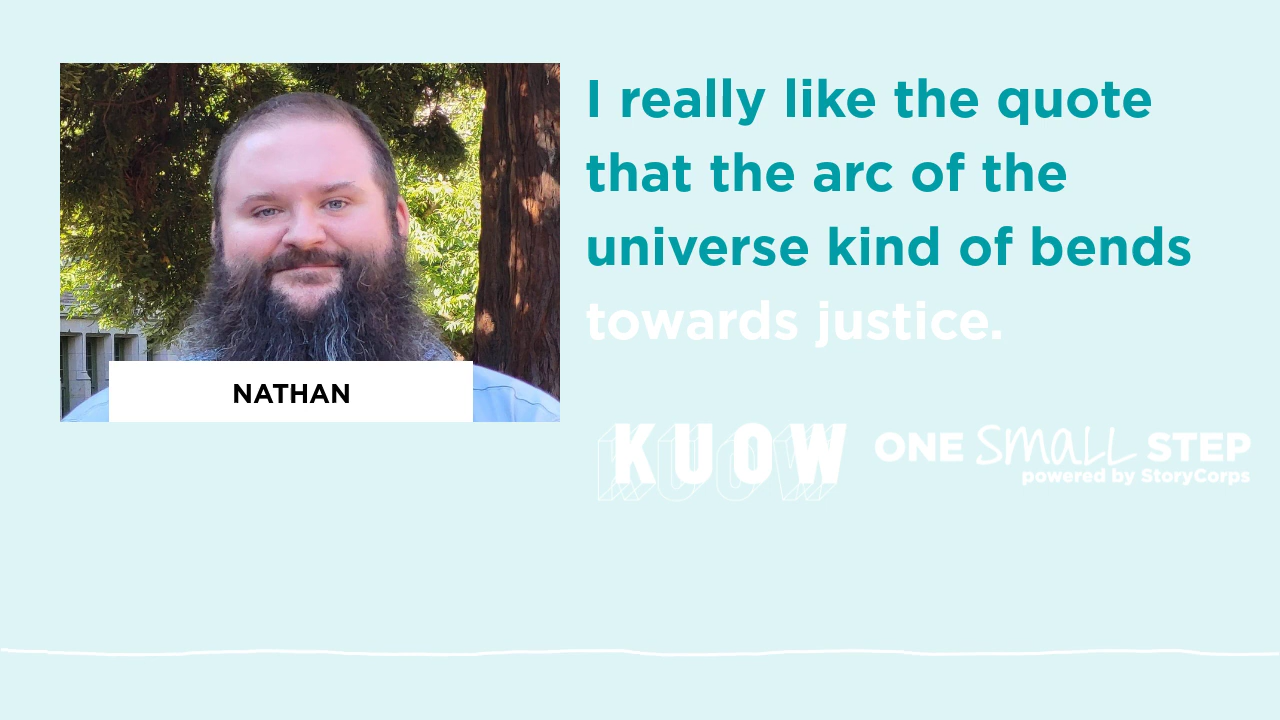 I really like the quote
that the arc of the
universe kind of bends
towards justice.
NATHAN
KUOW
ONE SMALL STEP
powered by StoryCorps